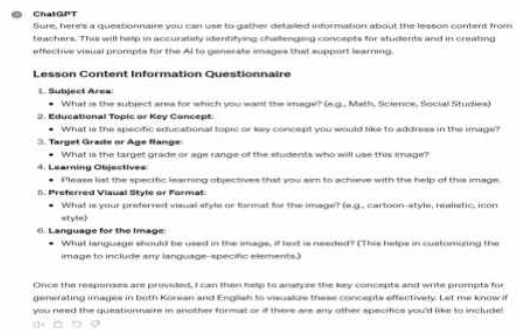 ChatGPT
Sure, here's a questionnaire you can use to gather detailed information about the lesson content from
teachers. This will help in accurately identifying challenging concepts for students and in creating
effective visual prompts for the AI to generate images that support learning.
Lesson Content Information Questionnaire
1. Subject Area:
• What is the subject area for which you want the image? (e.g., Math, Science, Social Studies)
2. Educational Topic or Key Concept:
• What is the specific educational topic or key concept you would like to address in the image?
3. Target Grade or Age Range:
• What is the target grade or age range of the students who will use this image?
4. Learning Objectives:
• Please list the specific learning objectives that you aim to achieve with the help of this image.
5. Preferred Visual Style or Format:
• What is your preferred visual style or format for the image? (e.g., cartoon-style, realistic, icon
style)
6. Language for the Image:
• What language should be used in the image, if text is needed? (This helps in customizing the
image to include any language-specific elements.)
Once the responses are provided, I can then help to analyze the key concepts and write prompts for
generating images in both Korean and English to visualize these concepts effectively. Let me know if
you need the questionnaire in another format or if there are any other specifics you'd like to include!